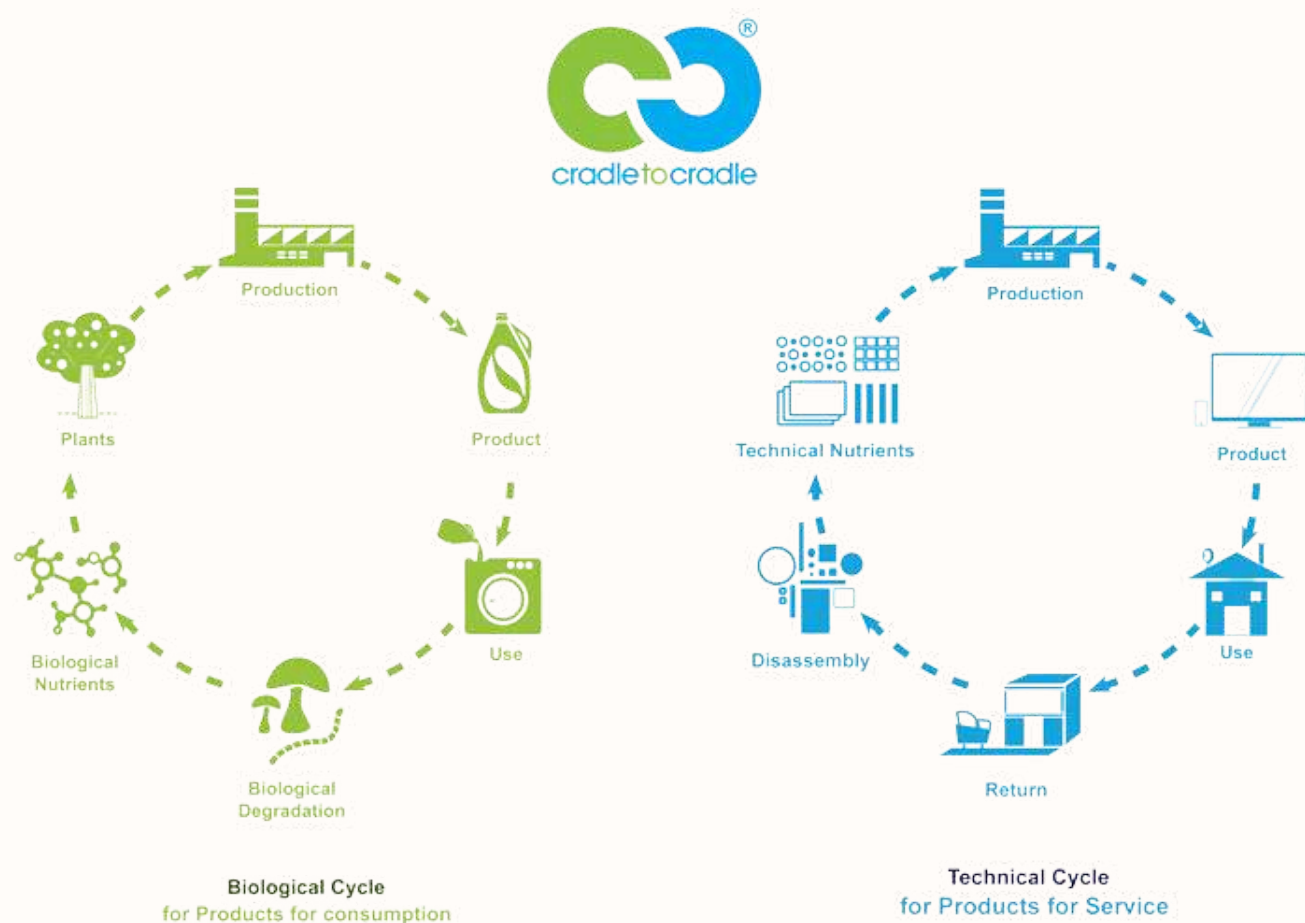 ®
cradletocradle
Production
Plants
Product
Biological
Nutrients
Use
Biological
Degradation
Biological Cycle
for Products for consumption
Production
Technical Nutrients
Product
Disassembly
Use
Return
Technical Cycle
for Products for Service